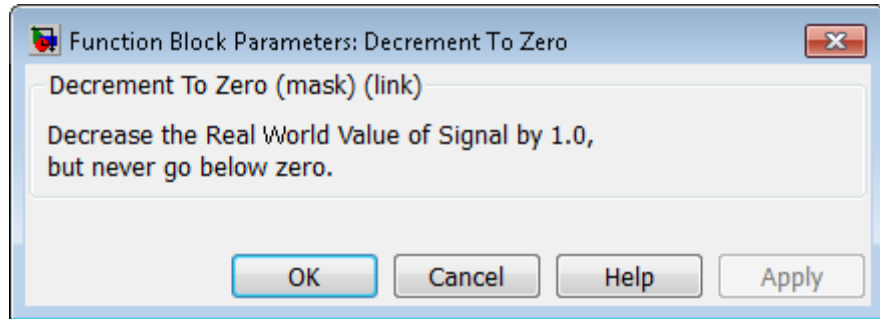 Function Block Parameters: Decrement To Zero
Decrement To Zero (mask) (link)
Decrease the Real World Value of Signal by 1.0,
but never go below zero.
OK Cancel Help Apply